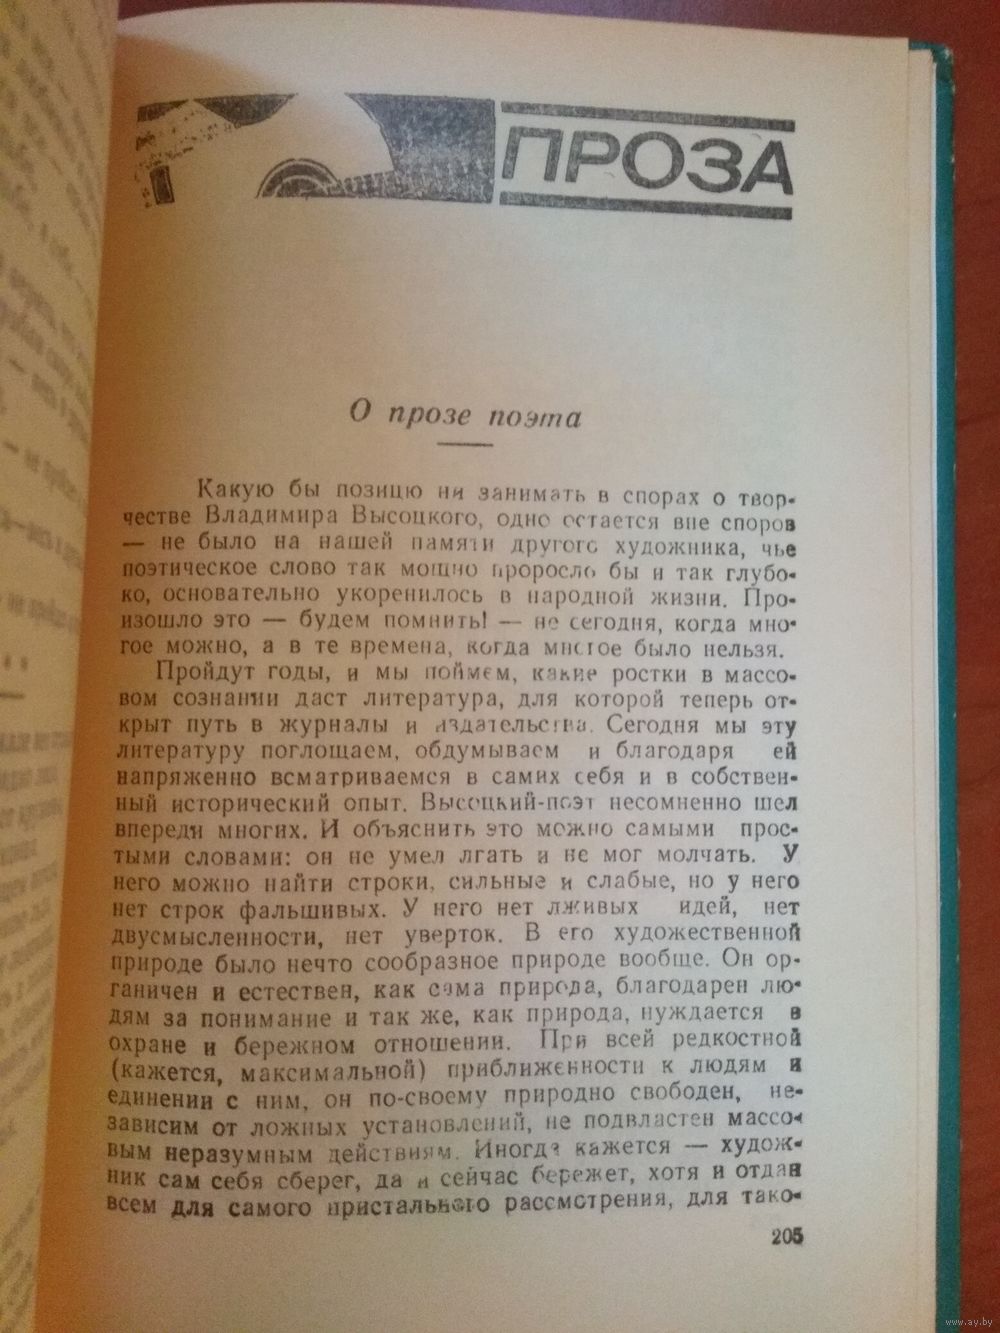 ПРОЗА
О прозе поэта
Какую бы позицию ни занимать в спорах о твор-
честве Владимира Высоцкого, одно остается вне споров
— не было на нашей памяти другого художника, чье
поэтическое слово так мощно проросло бы и так глубо-
ко, основательно укоренилось в народной жизни. Про-
изошло это — будем помнить! — не сегодня, когда мно-
гое можно, а в те времена, когда многое было нельзя.
Пройдут годы, и мы поймем, какие ростки в массо-
вом сознании даст литература, для которой теперь от-
крыт путь в журналы и издательства. Сегодня мы эту
литературу поглощаем, обдумываем и благодаря ей
напряженно всматриваемся в самих себя и в собствен-
ный исторический опыт. Высоцкий-поэт несомненно шел
впереди многих. И объяснить это можно самыми прос-
тыми словами: он не умел лгать и не мог молчать. У
него можно найти строки, сильные и слабые, но у него
нет строк фальшивых. У него нет лживых идей, нет
двусмысленности, нет уверток. В его художественной
природе было нечто сообразное природе вообще. Он ор-
ганичен и естествен, как сама природа, благодарен лю-
дям за понимание и так же, как природа, нуждается в
охране и бережном отношении. При всей редкостной
(кажется, максимальной) приближенности к людям и
единении с ним, он по-своему природно свободен, не-
зависим от ложных установлений, не подвластен массо-
вым неразумным действиям. Иногда кажется — худож-
ник сам себя сберег, да и сейчас бережет, хотя и отдан
всем для самого пристального рассмотрения, для тако-
205
www.ay.by